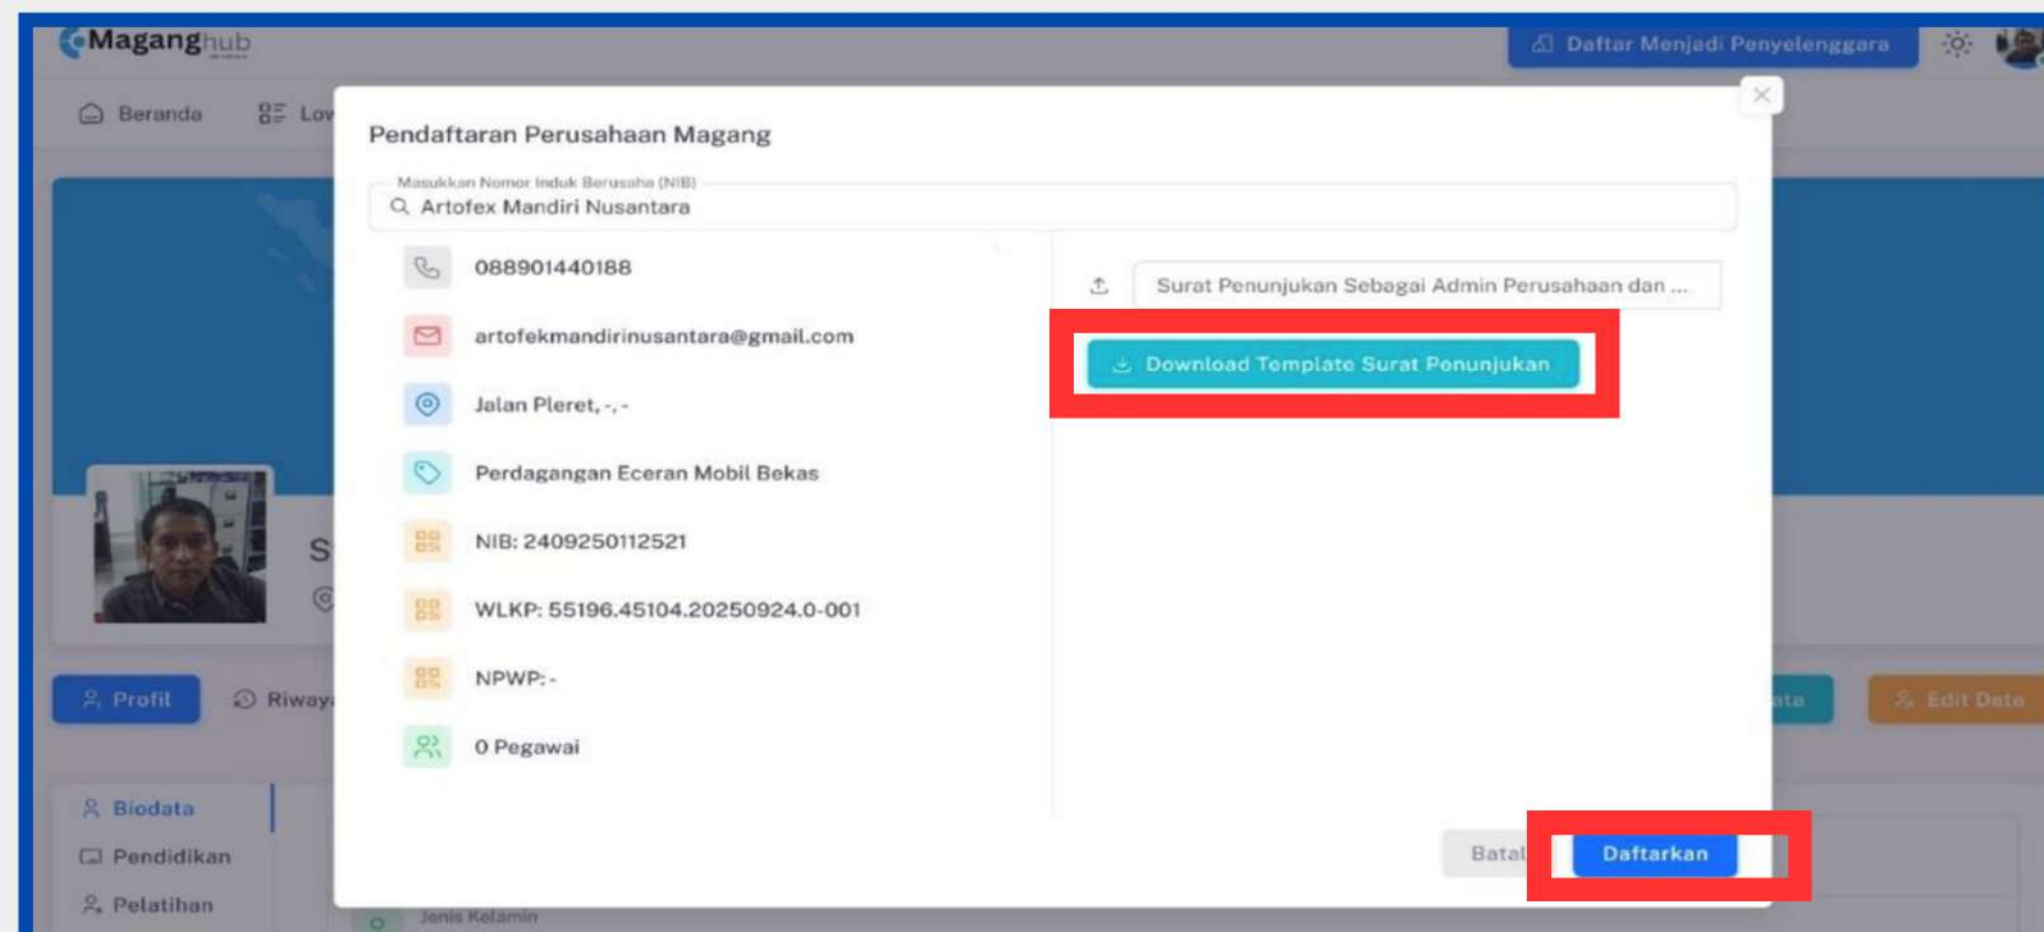 Maganghub
Daftar Menjadi Penyelenggara
Beranda
Low
Pendaftaran Perusahaan Magang
Masukkan Nomor Induk Berusaha (NIB)
Artofex Mandiri Nusantara
088901440188
Surat Penunjukan Sebagai Admin Perusahaan dan ...
artofekmandirinusantara@gmail.com
Download Template Surat Penunjukan
Jalan Pleret, -, -
Perdagangan Eceran Mobil Bekas
S
NIB: 2409250112521
WLKP: 55196.45104.20250924.0-001
NPWP: -
Profil
Riwaya
ata
Edit Data
0 Pegawai
Biodata
Pendidikan
Batal
Daftarkan
Pelatihan
Jenis Kelamin